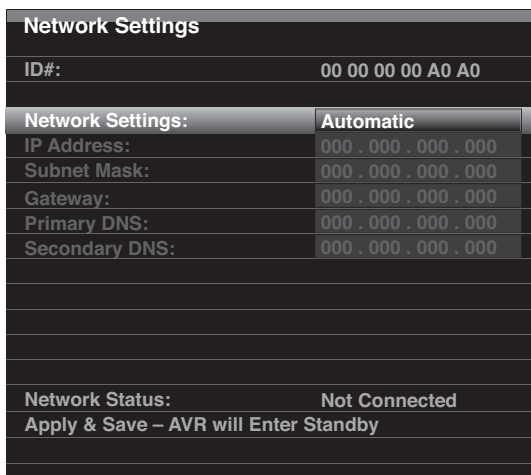 Network Settings
ID#: 00 00 00 00 A0 A0
Network Settings: Automatic
IP Address: 000 . 000 . 000 . 000
Subnet Mask: 000 . 000 . 000 . 000
Gateway: 000 . 000 . 000 . 000
Primary DNS: 000 . 000 . 000 . 000
Secondary DNS: 000 . 000 . 000 . 000
Network Status: Not Connected
Apply & Save – AVR will Enter Standby